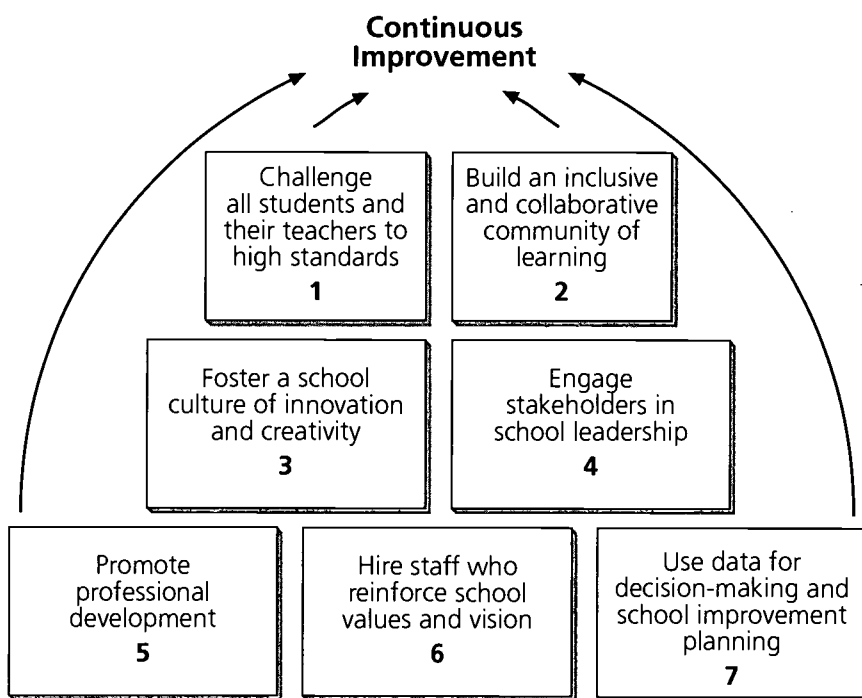 Continuous
Improvement
Challenge
all students and
their teachers to
high standards
1
Build an inclusive
and collaborative
community of
learning
2
Foster a school
culture of innovation
and creativity
3
Engage
stakeholders in
school leadership
4
Promote
professional
development
5
Hire staff who
reinforce school
values and vision
6
Use data for
decision-making and
school improvement
planning
7